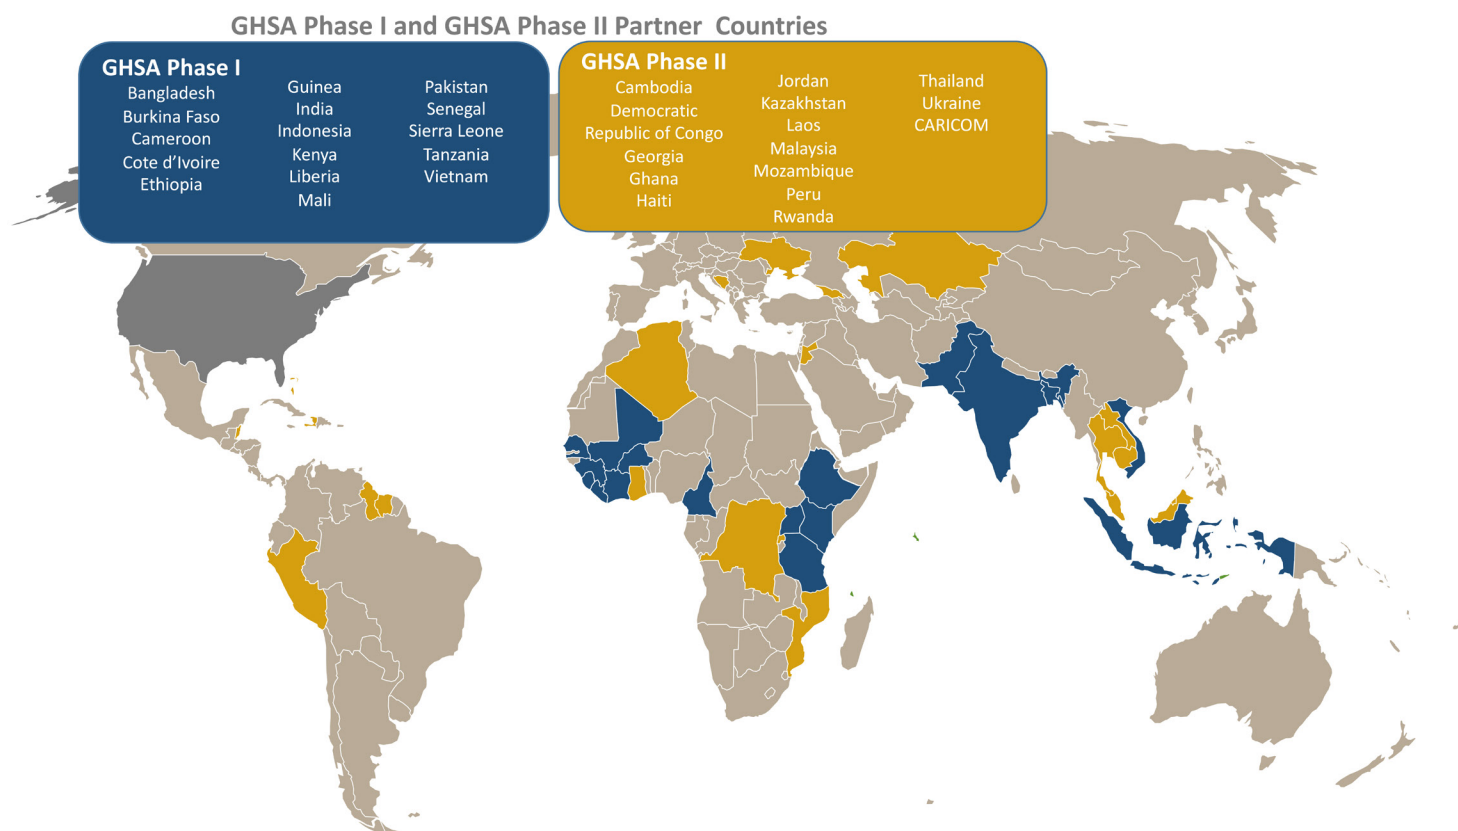 GHSA Phase I and GHSA Phase II Partner  Countries
GHSA Phase I
Bangladesh
Burkina Faso
Cameroon
Cote d’Ivoire
Ethiopia
Guinea
India
Indonesia
Kenya
Liberia
Mali
Pakistan
Senegal
Sierra Leone
Tanzania
Vietnam
GHSA Phase II
Cambodia
Democratic
Republic of Congo
Georgia
Ghana
Haiti
Jordan
Kazakhstan
Laos
Malaysia
Mozambique
Peru
Rwanda
Thailand
Ukraine
CARICOM